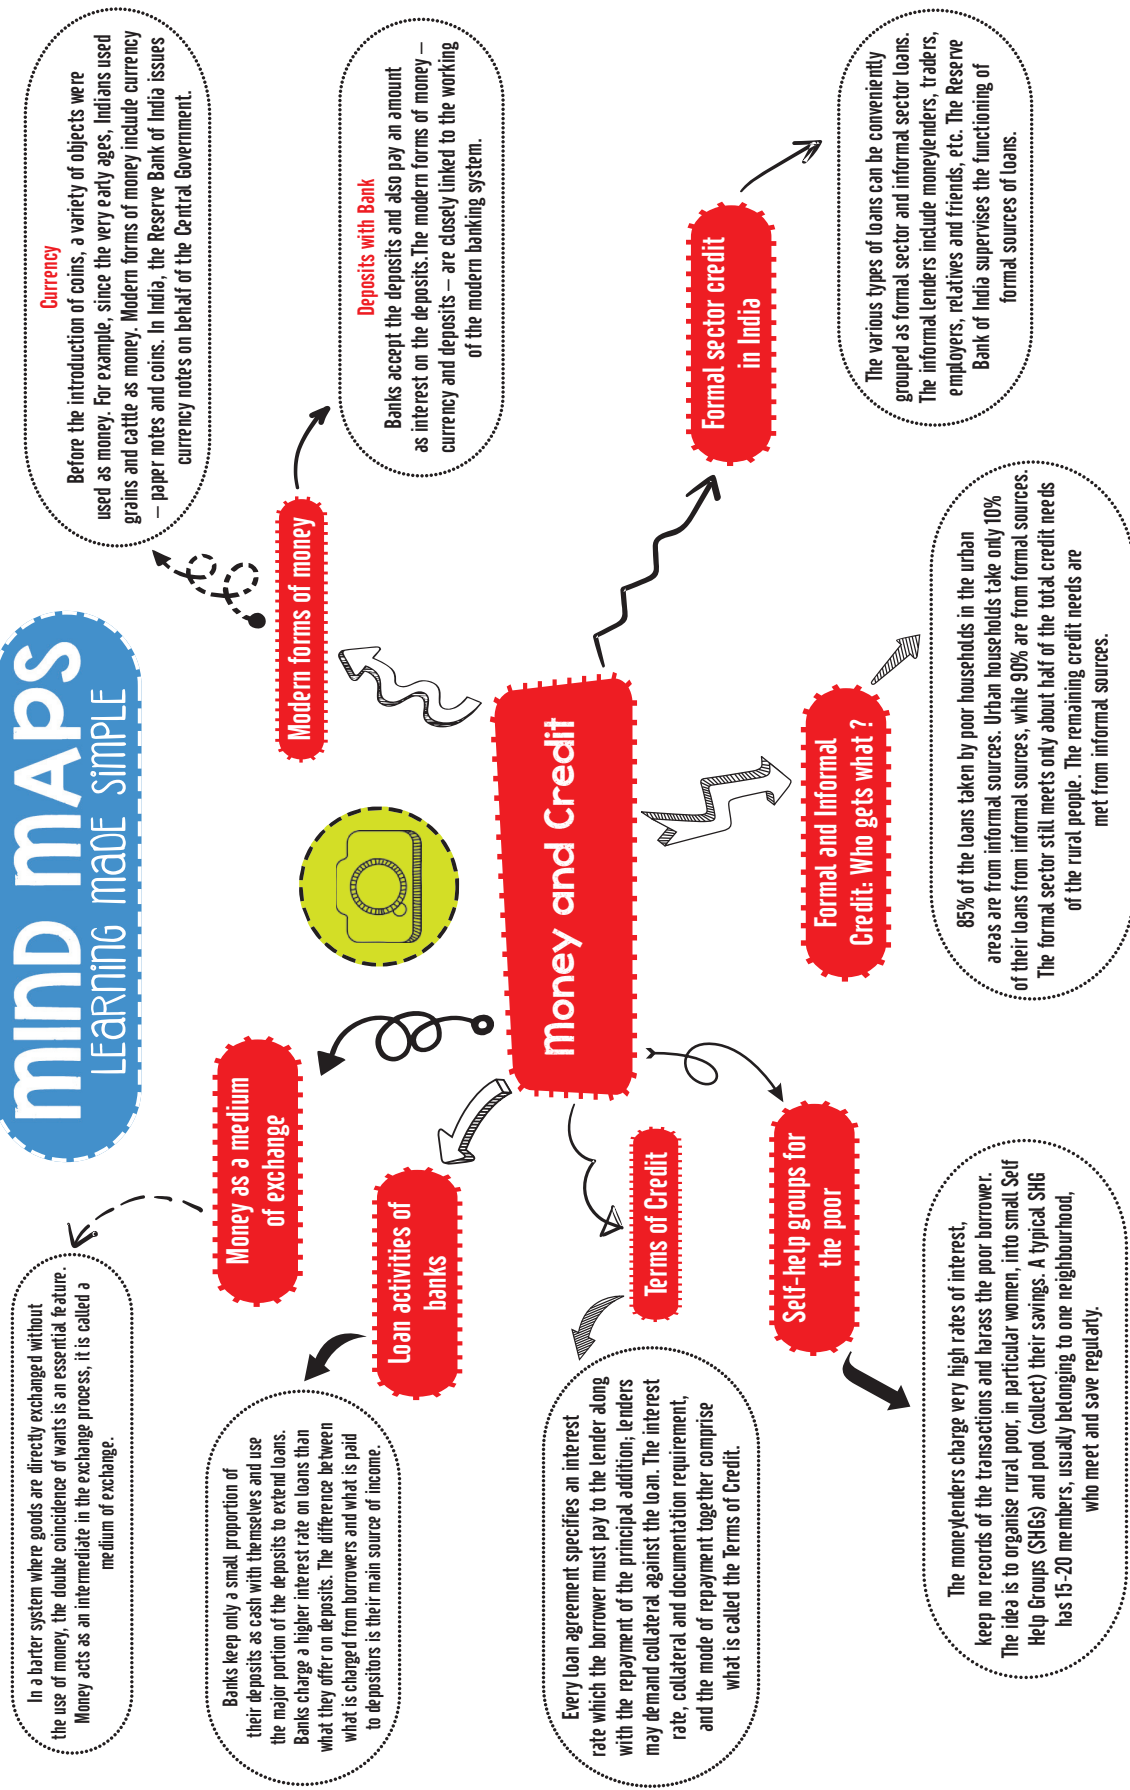 MIND MAPS
LEARNING MADE SIMPLE
Money and Credit
Money as a medium
of exchange
In a barter system where goods are directly exchanged without
the use of money, the double coincidence of wants is an essential feature.
Money acts as an intermediate in the exchange process, it is called a
medium of exchange.
Modern forms of money
Currency
Before the introduction of coins, a variety of objects were
used as money. For example, since the very early ages, Indians used
grains and cattle as money. Modern forms of money include currency
– paper notes and coins. In India, the Reserve Bank of India issues
currency notes on behalf of the Central Government.
Deposits with Bank
Banks accept the deposits and also pay an amount
as interest on the deposits.The modern forms of money –
currency and deposits – are closely linked to the working
of the modern banking system.
Loan activities of
banks
Banks keep only a small proportion of
their deposits as cash with themselves and use
the major portion of the deposits to extend loans.
Banks charge a higher interest rate on loans than
what they offer on deposits. The difference between
what is charged from borrowers and what is paid
to depositors is their main source of income.
Terms of Credit
Every loan agreement specifies an interest
rate which the borrower must pay to the lender along
with the repayment of the principal addition; lenders
may demand collateral against the loan. The interest
rate, collateral and documentation requirement,
and the mode of repayment together comprise
what is called the Terms of Credit.
Formal sector credit
in India
The various types of loans can be conveniently
grouped as formal sector and informal sector loans.
The informal lenders include moneylenders, traders,
employers, relatives and friends, etc. The Reserve
Bank of India supervises the functioning of
formal sources of loans.
Formal and Informal
Credit: Who gets what ?
85% of the loans taken by poor households in the urban
areas are from informal sources. Urban households take only 10%
of their loans from informal sources, while 90% are from formal sources.
The formal sector still meets only about half of the total credit needs
of the rural people. The remaining credit needs are
met from informal sources.
Self-help groups for
the poor
The moneylenders charge very high rates of interest,
keep no records of the transactions and harass the poor borrower.
The idea is to organise rural poor, in particular women, into small Self
Help Groups (SHGs) and pool (collect) their savings. A typical SHG
has 15-20 members, usually belonging to one neighbourhood,
who meet and save regularly.